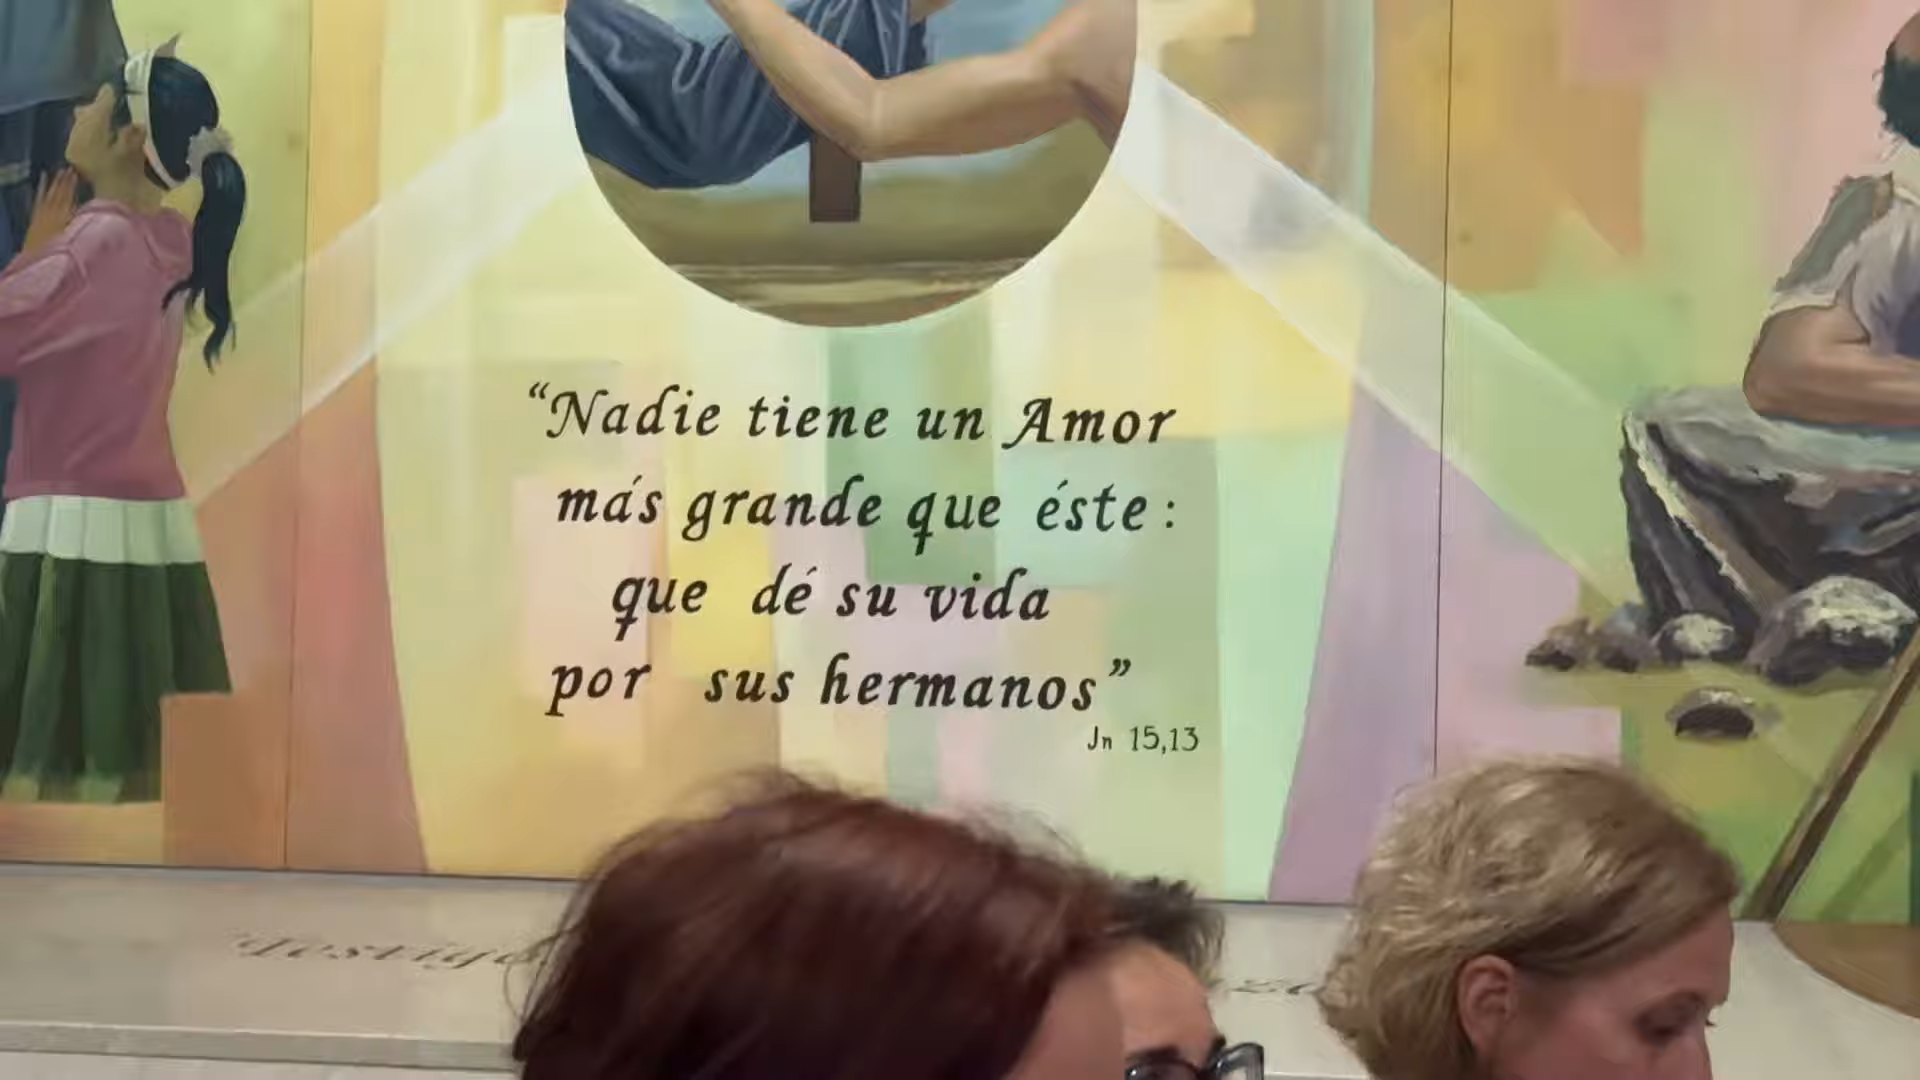 “Nadie tiene un Amor
más grande que éste:
que dé su vida
por sus hermanos”
Jn 15,13